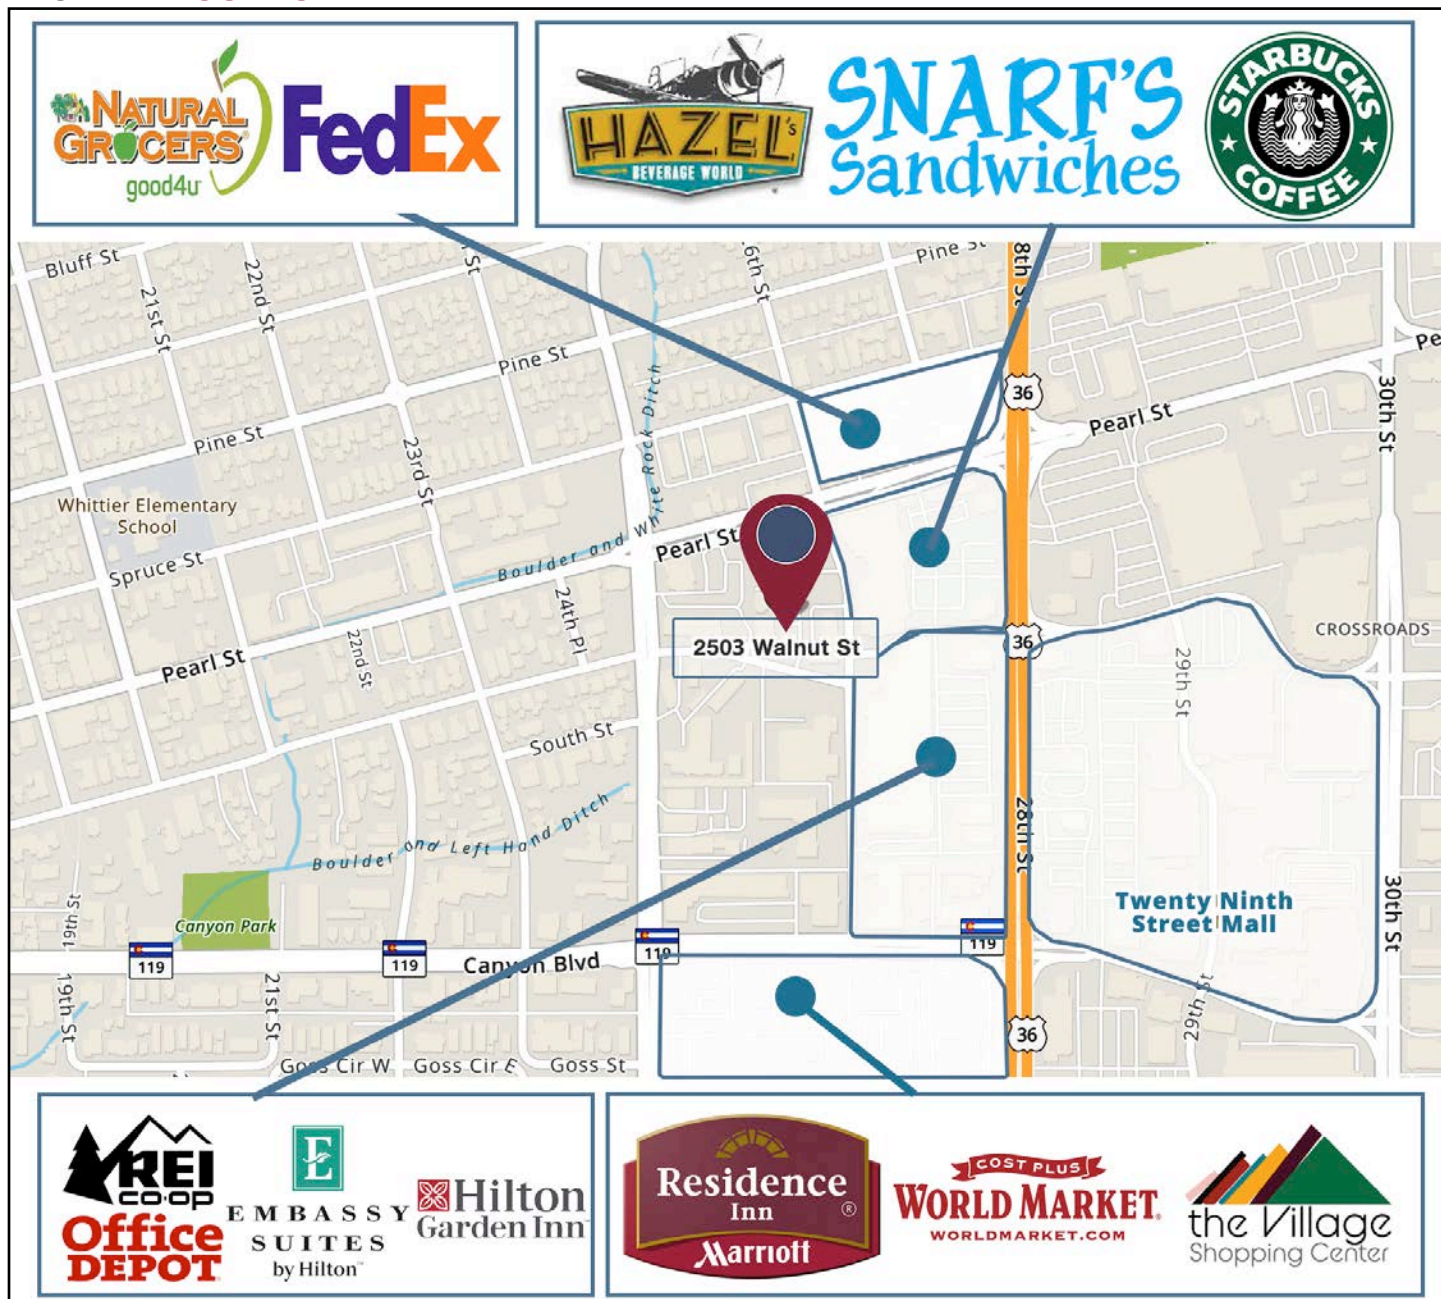 NATURAL
GROCERS®
good4u
FedEx
HAZEL's
BEVERAGE WORLD
SNARF'S
Sandwiches
STARBUCKS
COFFEE
Bluff St
21st St
22nd St
St
6th St
Pine St
8th St
36
Pearl St
30th St
Pe
Pine St
Pine St
23rd St
Boulder and White Rock Ditch
Whittier Elementary
School
Spruce St
Pearl St
24th Pl
22nd St
Pearl St
2503 Walnut St
36
CROSSROADS
29th St
South St
Boulder and Left Hand Ditch
28th St
Twenty Ninth
Street Mall
30th St
19th St
Canyon Park
119
119
119
119
Canyon Blvd
19th St
21st St
29th St
36
Goss Cir W
Goss Cir E
Goss St
REI
CO·OP
Office
DEPOT
E
EMBASSY
SUITES
by Hilton™
Hilton
Garden Inn™
Residence
Inn
®
Marriott
COST PLUS
WORLD MARKET®
WORLDMARKET.COM
the Village
Shopping Center